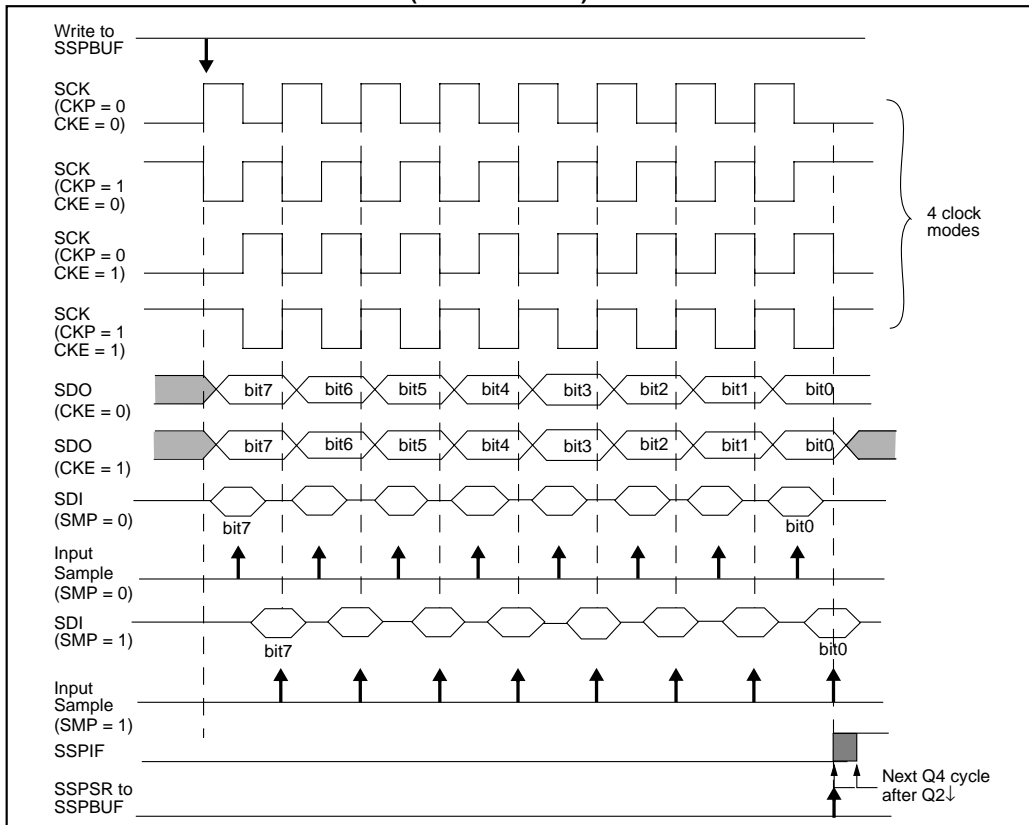 Write to
SSPBUF
SCK
(CKP = 0
CKE = 0)
SCK
(CKP = 1
CKE = 0)
4 clock
modes
SCK
(CKP = 0
CKE = 1)
SCK
(CKP = 1
CKE = 1)
SDO
(CKE = 0)
bit7 bit6 bit5 bit4 bit3 bit2 bit1 bit0
SDO
(CKE = 1)
bit7 bit6 bit5 bit4 bit3 bit2 bit1 bit0
SDI
(SMP = 0)
bit7 bit0
Input
Sample
(SMP = 0)
SDI
(SMP = 1)
bit7 bit0
Input
Sample
(SMP = 1)
SSPIF
Next Q4 cycle
after Q2↓
SSPSR to
SSPBUF